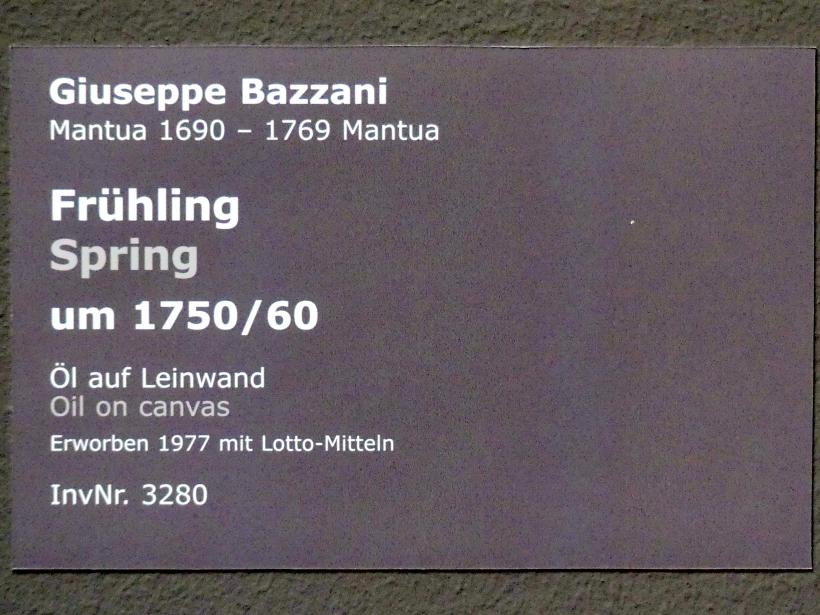 Giuseppe Bazzani
Mantua 1690 – 1769 Mantua
Frühling
Spring
um 1750/60
Öl auf Leinwand
Oil on canvas
Erworben 1977 mit Lotto-Mitteln
InvNr. 3280